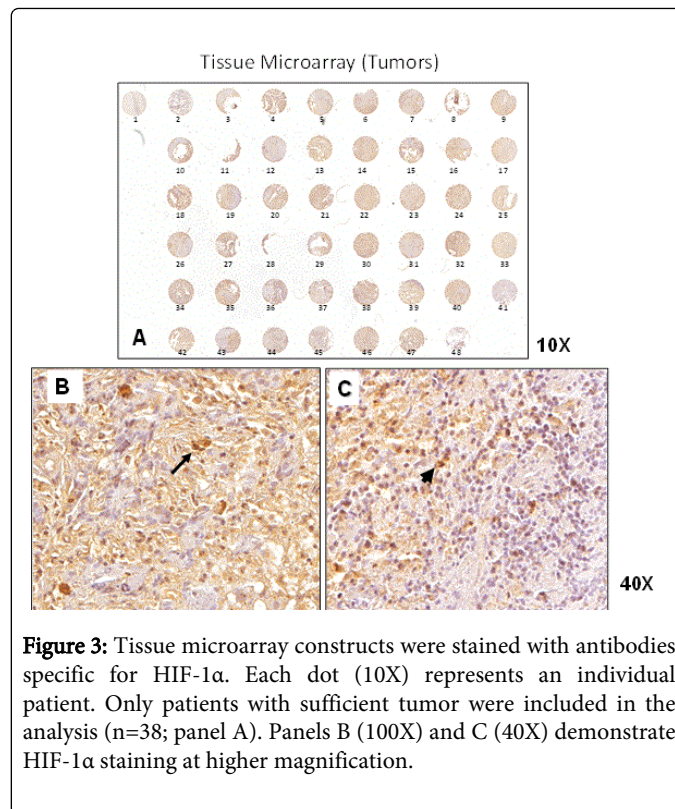 Tissue Microarray (Tumors)
1 2 3 4 5 6 7 8 9
10 11 12 13 14 15 16 17
18 19 20 21 22 23 24 25
26 27 28 29 30 31 32 33
34 35 36 37 38 39 40 41
42 43 44 45 46 47 48
A
10X
B
C
40X
Figure 3: Tissue microarray constructs were stained with antibodies
specific for HIF-1α. Each dot (10X) represents an individual
patient. Only patients with sufficient tumor were included in the
analysis (n=38; panel A). Panels B (100X) and C (40X) demonstrate
HIF-1α staining at higher magnification.